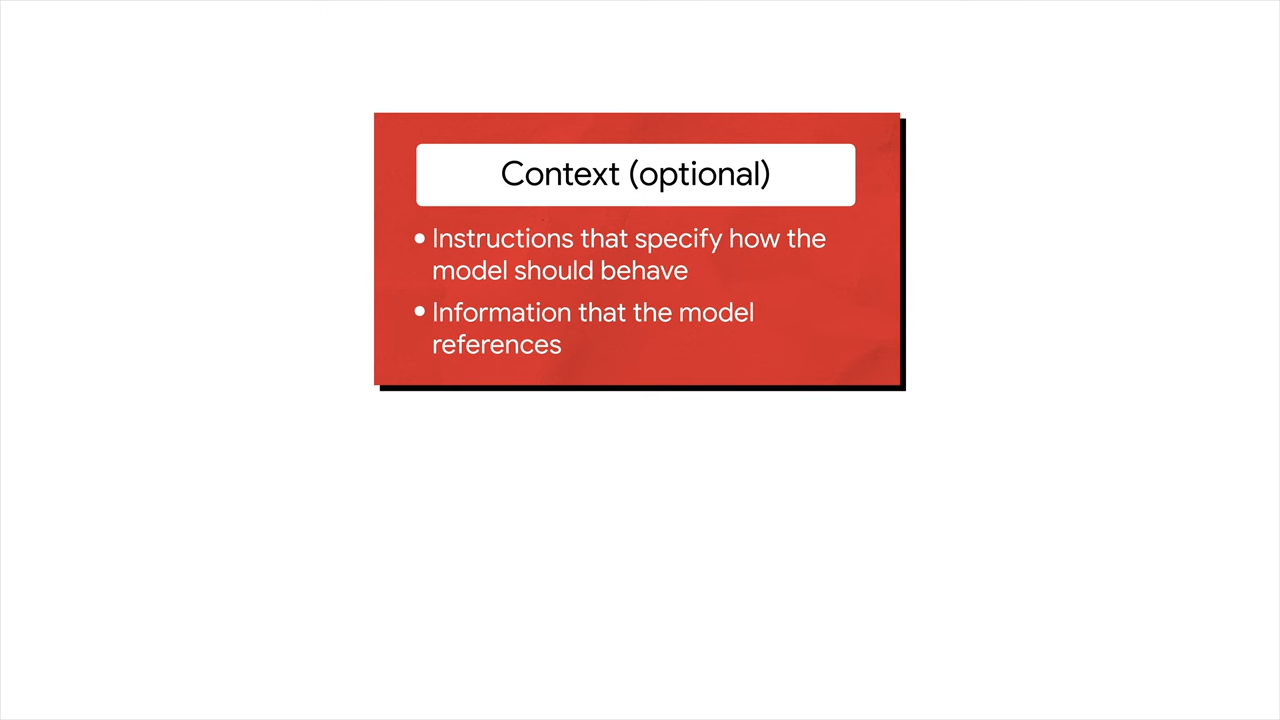 Context (optional)
• Instructions that specify how the
model should behave
• Information that the model
references